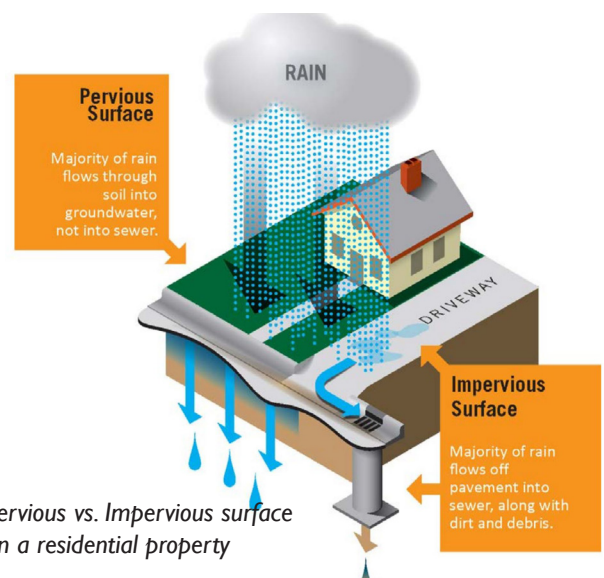 RAIN
Pervious
Surface
Majority of rain
flows through
soil into
groundwater,
not into sewer.
DRIVEWAY
Impervious
Surface
Majority of rain
flows off
pavement into
sewer, along with
dirt and debris.
ervious vs. Impervious surface
n a residential property